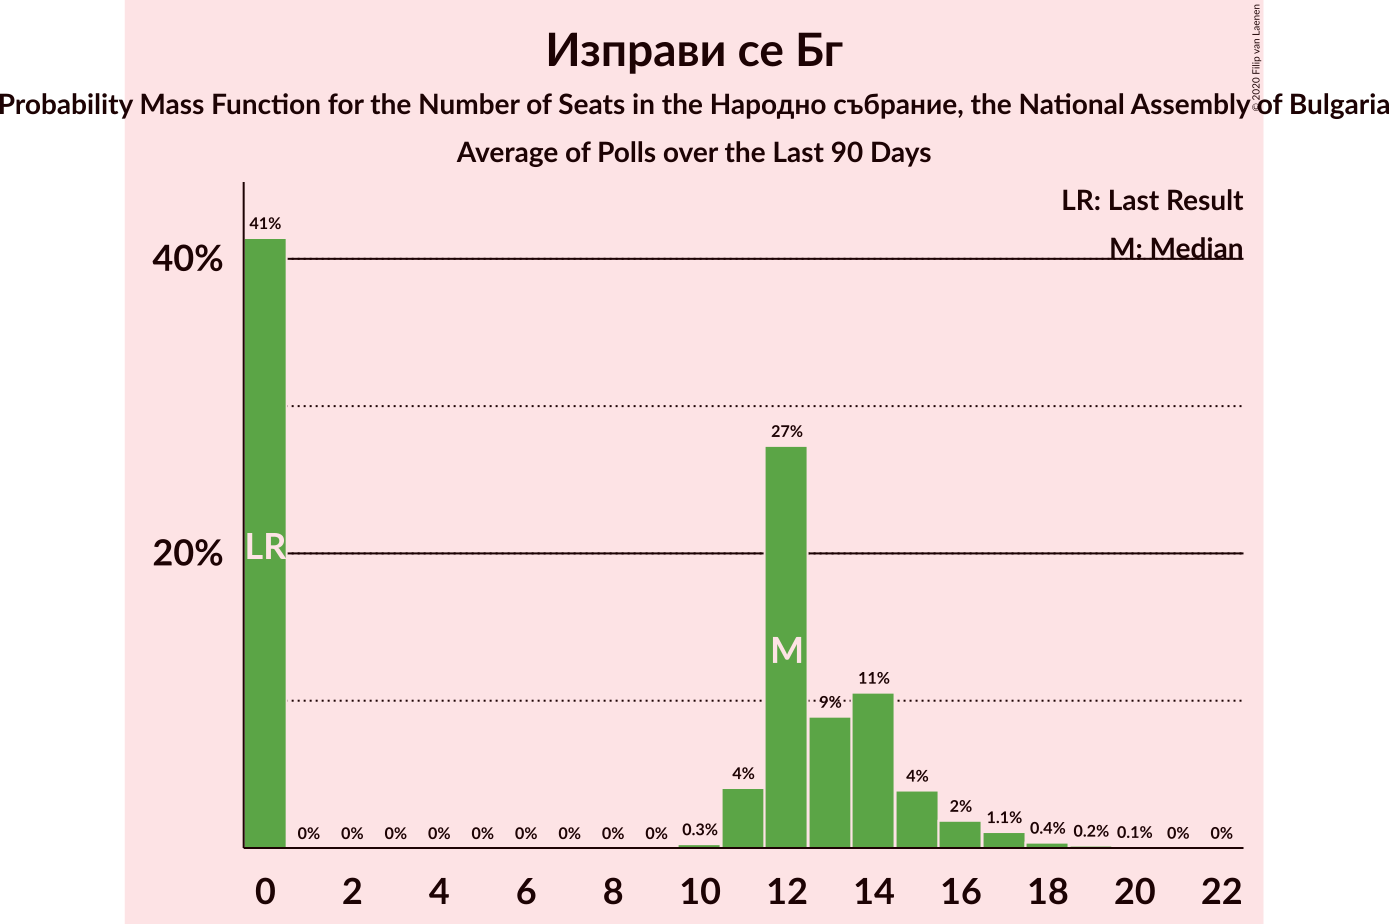 Изправи се Бг
Probability Mass Function for the Number of Seats in the Народно събрание, the National Assembly of Bulgaria
Average of Polls over the Last 90 Days
© 2020 Filip van Laenen
LR: Last Result
M: Median
40%
20%
41%
0%
0%
0%
0%
0%
0%
0%
0%
0%
0.3%
4%
27%
9%
11%
4%
2%
1.1%
0.4%
0.2%
0.1%
0%
0%
LR
M
0 2 4 6 8 10 12 14 16 18 20 22